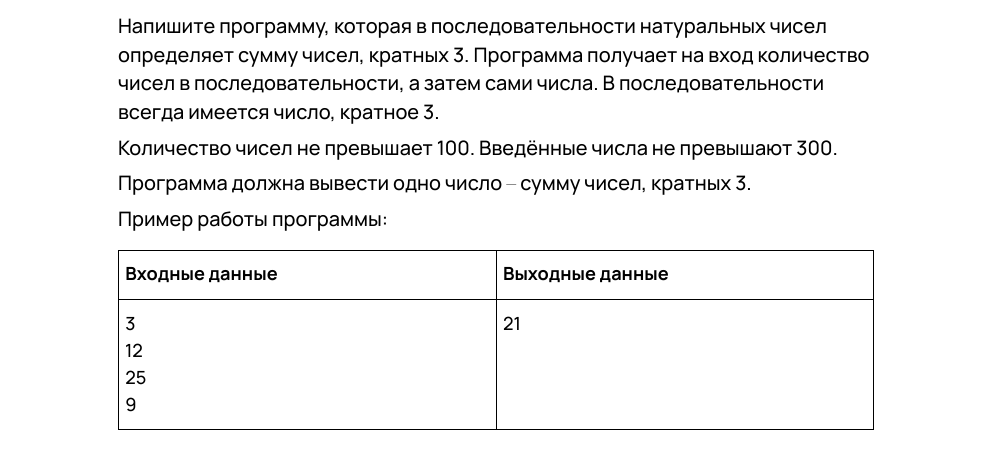 Напишите программу, которая в последовательности натуральных чисел
определяет сумму чисел, кратных 3. Программа получает на вход количество
чисел в последовательности, а затем сами числа. В последовательности
всегда имеется число, кратное 3.
Количество чисел не превышает 100. Введённые числа не превышают 300.
Программа должна вывести одно число – сумму чисел, кратных 3.
Пример работы программы:
Входные данные
Выходные данные
3
12
25
9
21